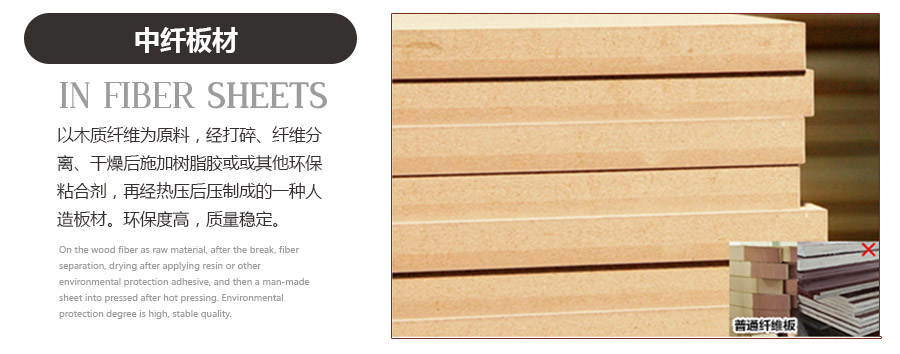 中纤板材
IN FIBER SHEETS
以木质纤维为原料，经打碎、纤维分
离、干燥后施加树脂胶或或其他环保
粘合剂，再经热压后压制成的一种人
造板材。环保度高，质量稳定。
On the wood fiber as raw material, after the break, fiber
separation, drying after applying resin or other
environmental protection adhesive, and then a man-made
sheet into pressed after hot pressing. Environmental
protection degree is high, stable quality.
普通纤维板